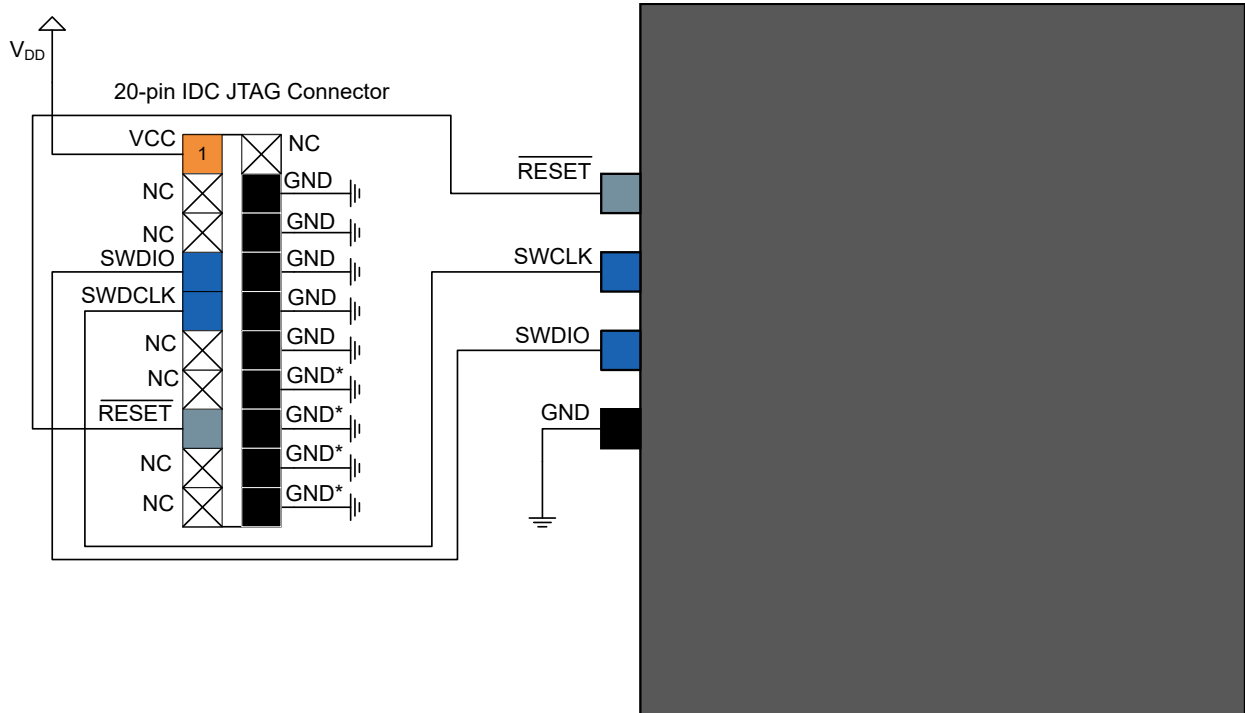 VDD
20-pin IDC JTAG Connector
VCC
1
NC
NC
GND
NC
GND
SWDIO
GND
SWDCLK
GND
NC
GND
NC
GND*
RESET
GND*
NC
GND*
NC
GND*
RESET
SWCLK
SWDIO
GND